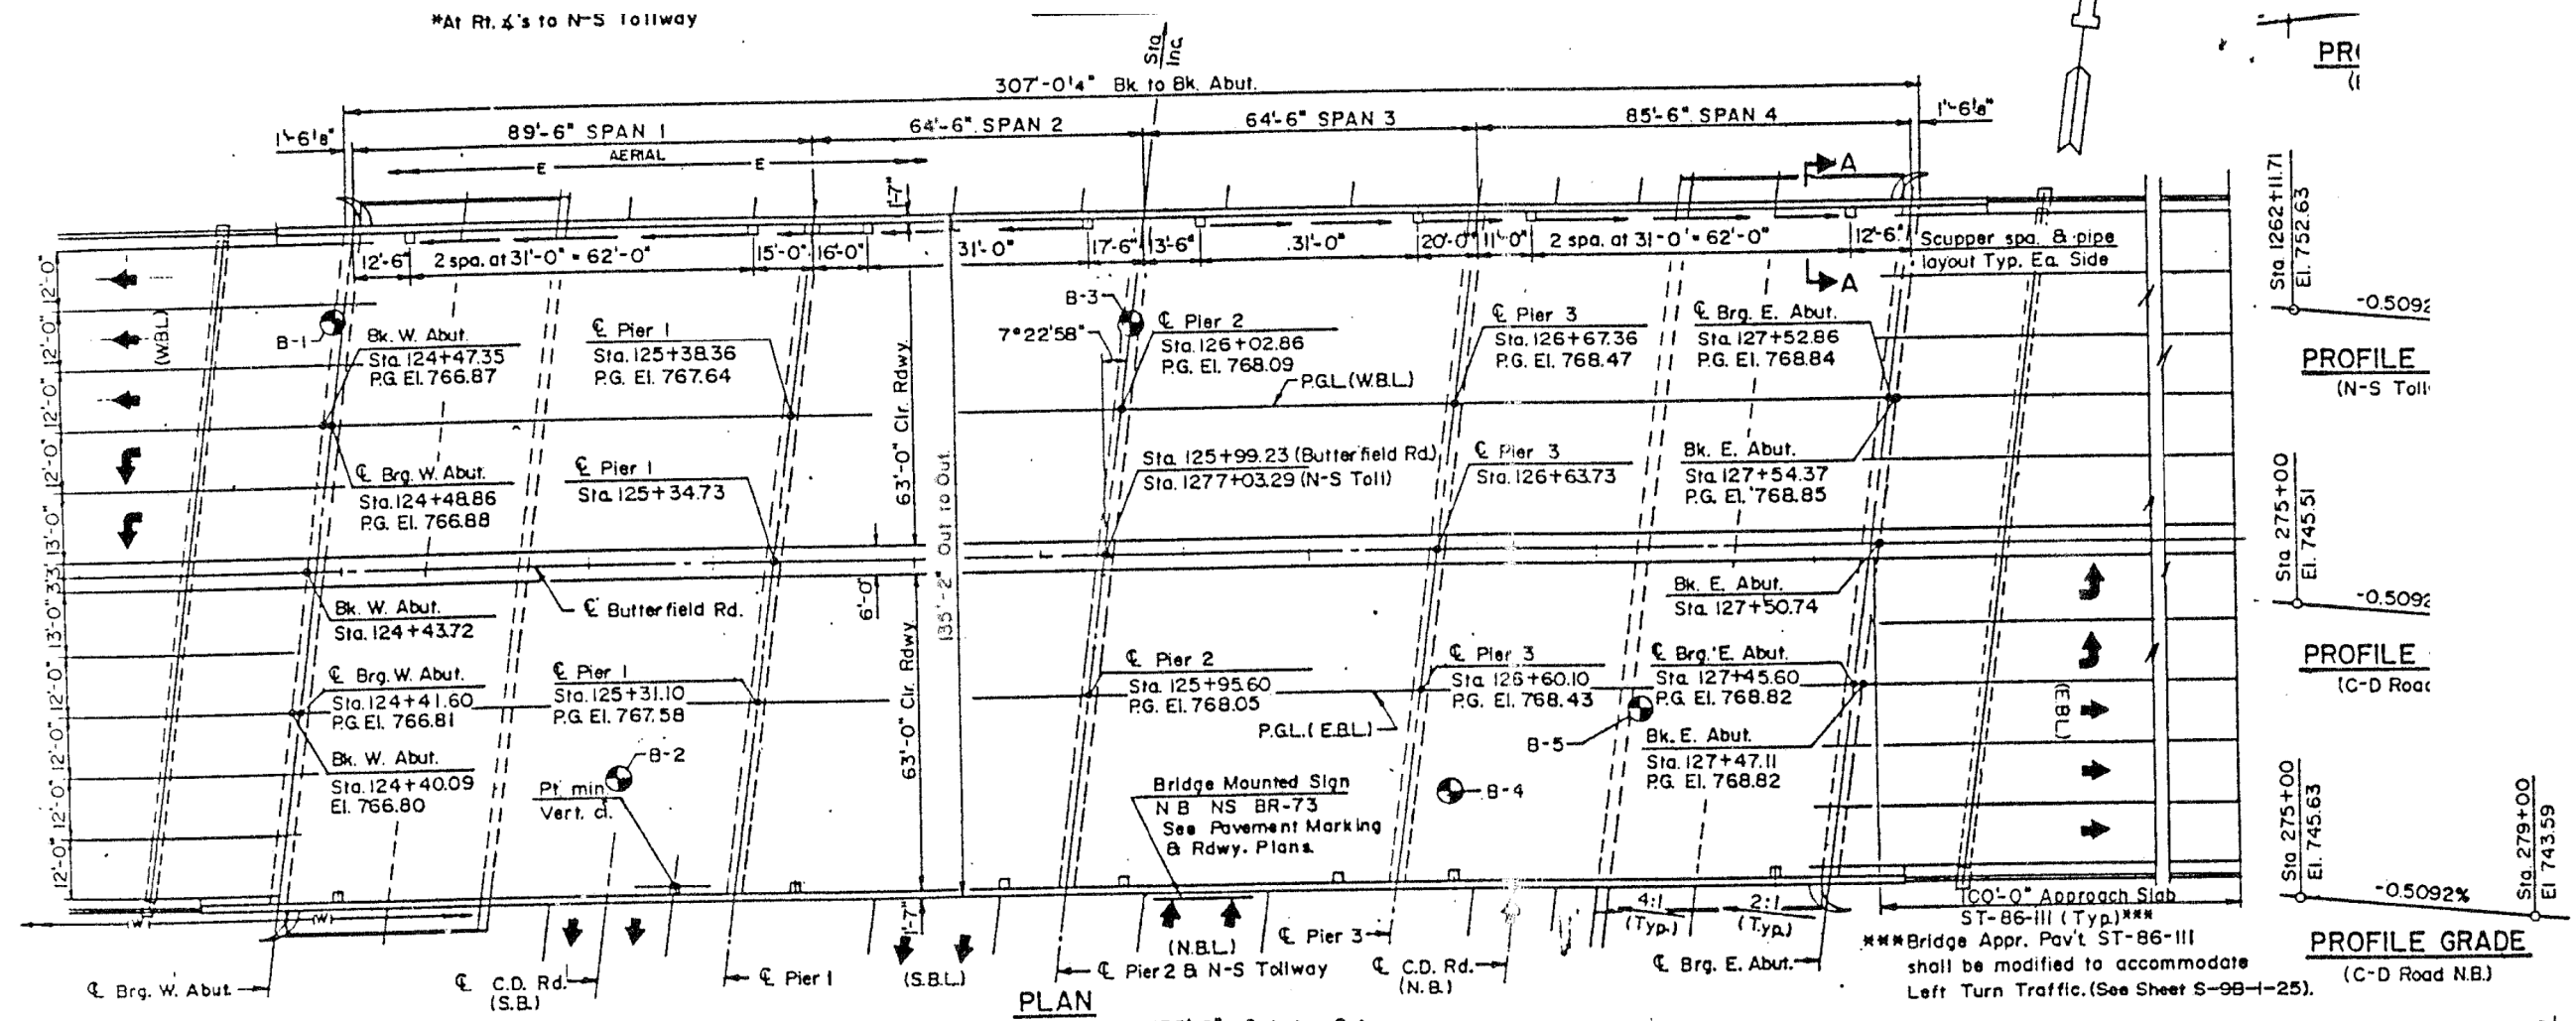 *At Rt. ∡'s to N-S Tollway
Sta.
Inc.
307'-0¼" Bk. to Bk. Abut.
1'-6⅛"
89'-6" SPAN 1
64'-6" SPAN 2
64'-6" SPAN 3
85'-6" SPAN 4
1'-6⅛"
E AERIAL E
1'-7"
A
12'-6"
2 spa. at 31'-0" = 62'-0"
15'-0"
16'-0"
31'-0"
17'-6"
13'-6"
31'-0"
20'-0"
11'-0"
2 spa. at 31'-0" = 62'-0"
12'-6"
Scupper spa. & pipe
layout Typ. Ea. Side
A
12'-0"
12'-0"
12'-0"
12'-0"
13'-0"
3'3'
13'-0"
12'-0"
12'-0"
12'-0"
12'-0"
(W.B.L.)
B-1
Bk. W. Abut.
Sta. 124+47.35
P.G. El. 766.87
℄ Pier 1
Sta. 125+38.36
P.G. El. 767.64
B-3
7°22'58"
℄ Pier 2
Sta. 126+02.86
P.G. El. 768.09
P.G.L. (W.B.L.)
℄ Pier 3
Sta. 126+67.36
P.G. El. 768.47
℄ Brg. E. Abut.
Sta. 127+52.86
P.G. El. 768.84
63'-0" Clr. Rdwy.
135'-2" Out to Out
℄ Brg. W. Abut.
Sta. 124+48.86
P.G. El. 766.88
℄ Pier 1
Sta. 125+34.73
Sta. 125+99.23 (Butterfield Rd.)
Sta. 1277+03.29 (N-S Toll)
℄ Pier 3
Sta. 126+63.73
Bk. E. Abut.
Sta. 127+54.37
P.G. El. 768.85
Bk. W. Abut.
Sta. 124+43.72
℄ Butterfield Rd.
6'-0"
Bk. E. Abut.
Sta. 127+50.74
℄ Brg. W. Abut.
Sta. 124+41.60
P.G. El. 766.81
℄ Pier 1
Sta. 125+31.10
P.G. El. 767.58
63'-0" Clr. Rdwy.
℄ Pier 2
Sta. 125+95.60
P.G. El. 768.05
P.G.L. (E.B.L.)
℄ Pier 3
Sta. 126+60.10
P.G. El. 768.43
℄ Brg. E. Abut.
Sta. 127+45.60
P.G. El. 768.82
(E.B.L.)
Bk. W. Abut.
Sta. 124+40.09
El. 766.80
B-2
Pt. min.
Vert. cl.
Bridge Mounted Sign
N B NS BR-73
See Pavement Marking
& Rdwy. Plans.
B-4
B-5
Bk. E. Abut.
Sta. 127+47.11
P.G. El. 768.82
(W)
(W)
1'-7"
4:1
(Typ.)
2:1
(Typ.)
100'-0" Approach Slab
ST-86-111 (Typ.)***
***Bridge Appr. Pav't ST-86-111
shall be modified to accommodate
Left Turn Traffic. (See Sheet S-9B-1-25).
℄ Brg. W. Abut.
℄ C.D. Rd.
(S.B.)
℄ Pier 1
(S.B.L.)
℄ Pier 2 & N-S Tollway
(N.B.L.)
℄ Pier 3
℄ C.D. Rd.
(N.B.)
℄ Brg. E. Abut.
PLAN
Sta. 1262+11.71
El. 752.63
-0.5092
PROFILE
(N-S Toll
Sta 275+00
El. 745.51
-0.5092
PROFILE
(C-D Road
Sta 275+00
El. 745.63
-0.5092%
Sta. 279+00
El 743.59
PROFILE GRADE
(C-D Road N.B.)